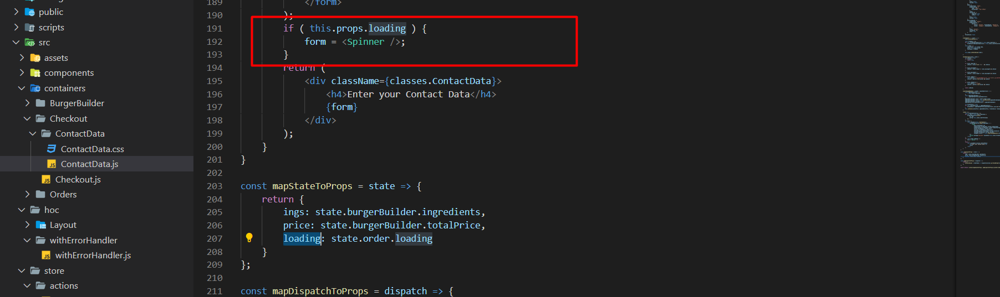 public
scripts
src
assets
components
containers
BurgerBuilder
Checkout
ContactData
ContactData.css
JS ContactData.js
JS Checkout.js
Orders
hoc
Layout
withErrorHandler
JS withErrorHandler.js
store
actions
189 </form>
190 );
191 if ( this.props.loading ) {
192 form = <Spinner />;
193 }
194 return (
195 <div className={classes.ContactData}>
196 <h4>Enter your Contact Data</h4>
197 {form}
198 </div>
199 );
200 }
201 }
202
203 const mapStateToProps = state => {
204 return {
205 ings: state.burgerBuilder.ingredients,
206 price: state.burgerBuilder.totalPrice,
207 loading: state.order.loading
208 }
209 };
210
211 const mapDispatchToProps = dispatch => {